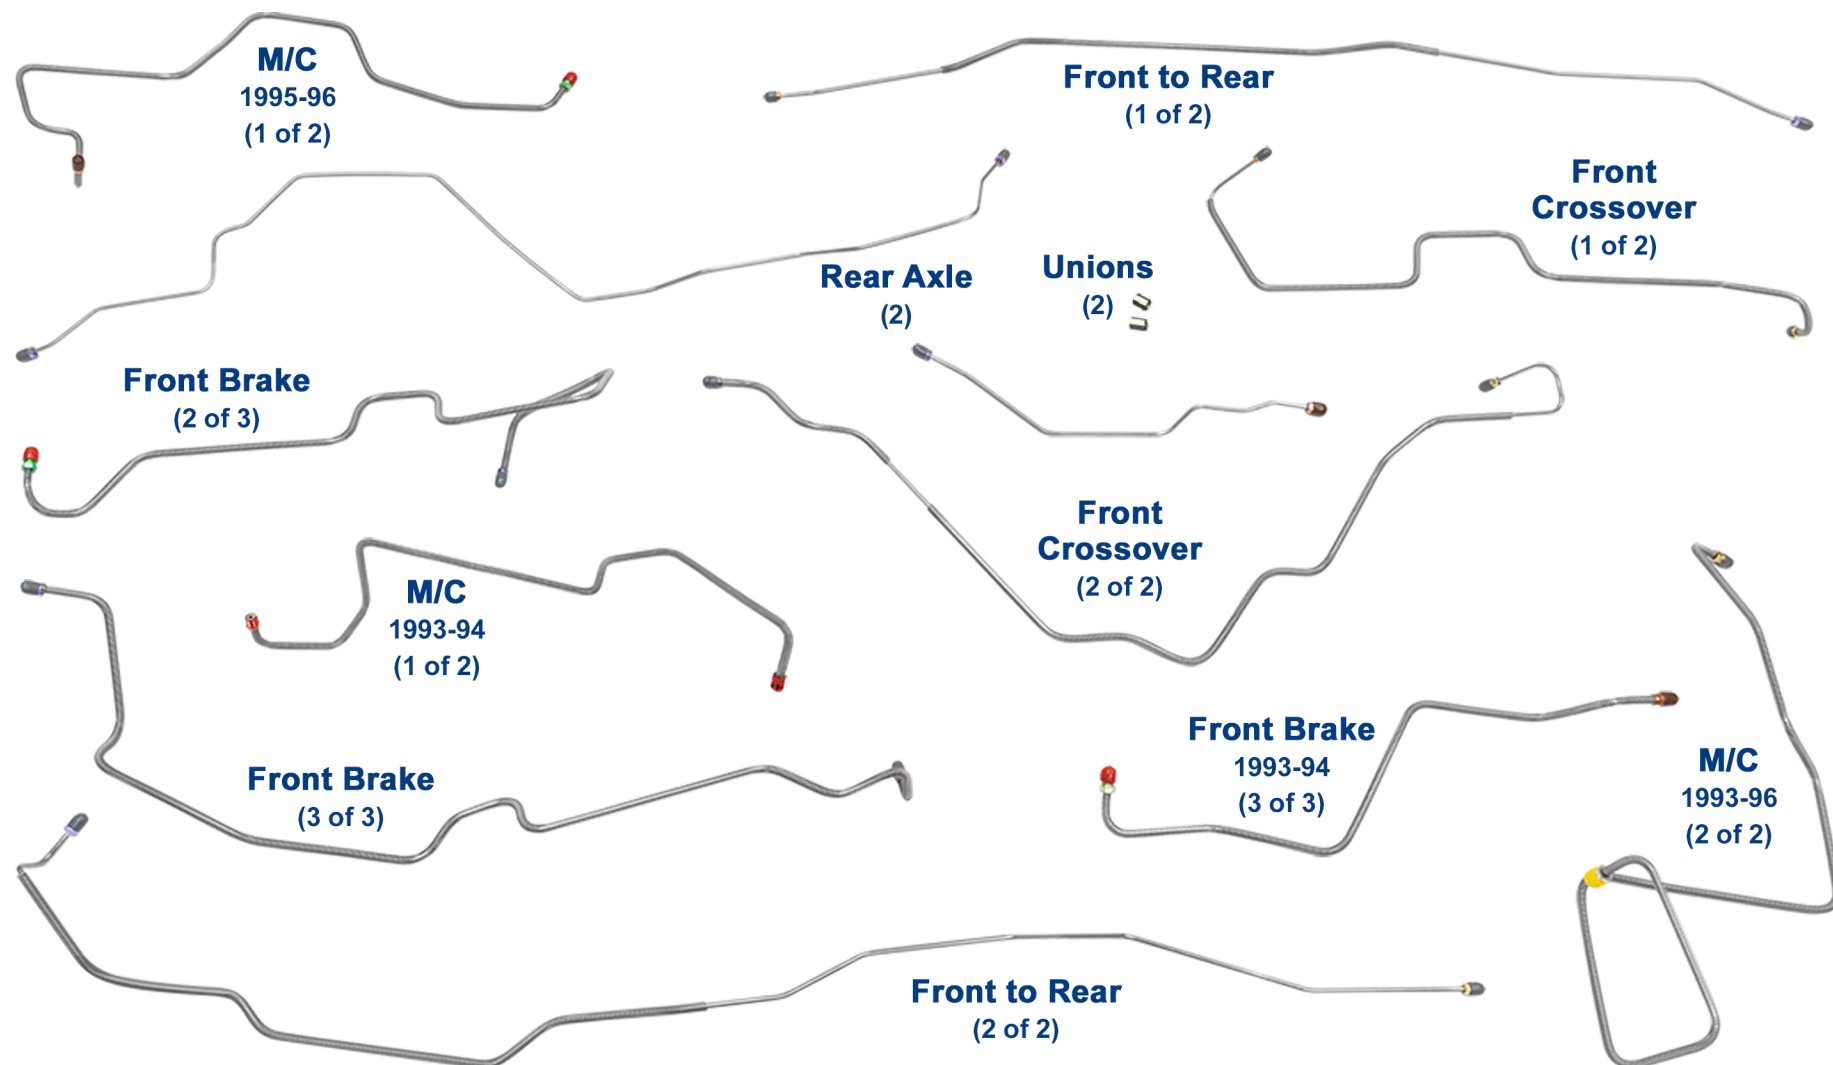 M/C
1995-96
(1 of 2)
Front to Rear
(1 of 2)
Front
Crossover
(1 of 2)
Rear Axle
(2)
Unions
(2)
Front Brake
(2 of 3)
Front
Crossover
(2 of 2)
M/C
1993-94
(1 of 2)
Front Brake
(3 of 3)
Front Brake
1993-94
(3 of 3)
M/C
1993-96
(2 of 2)
Front to Rear
(2 of 2)